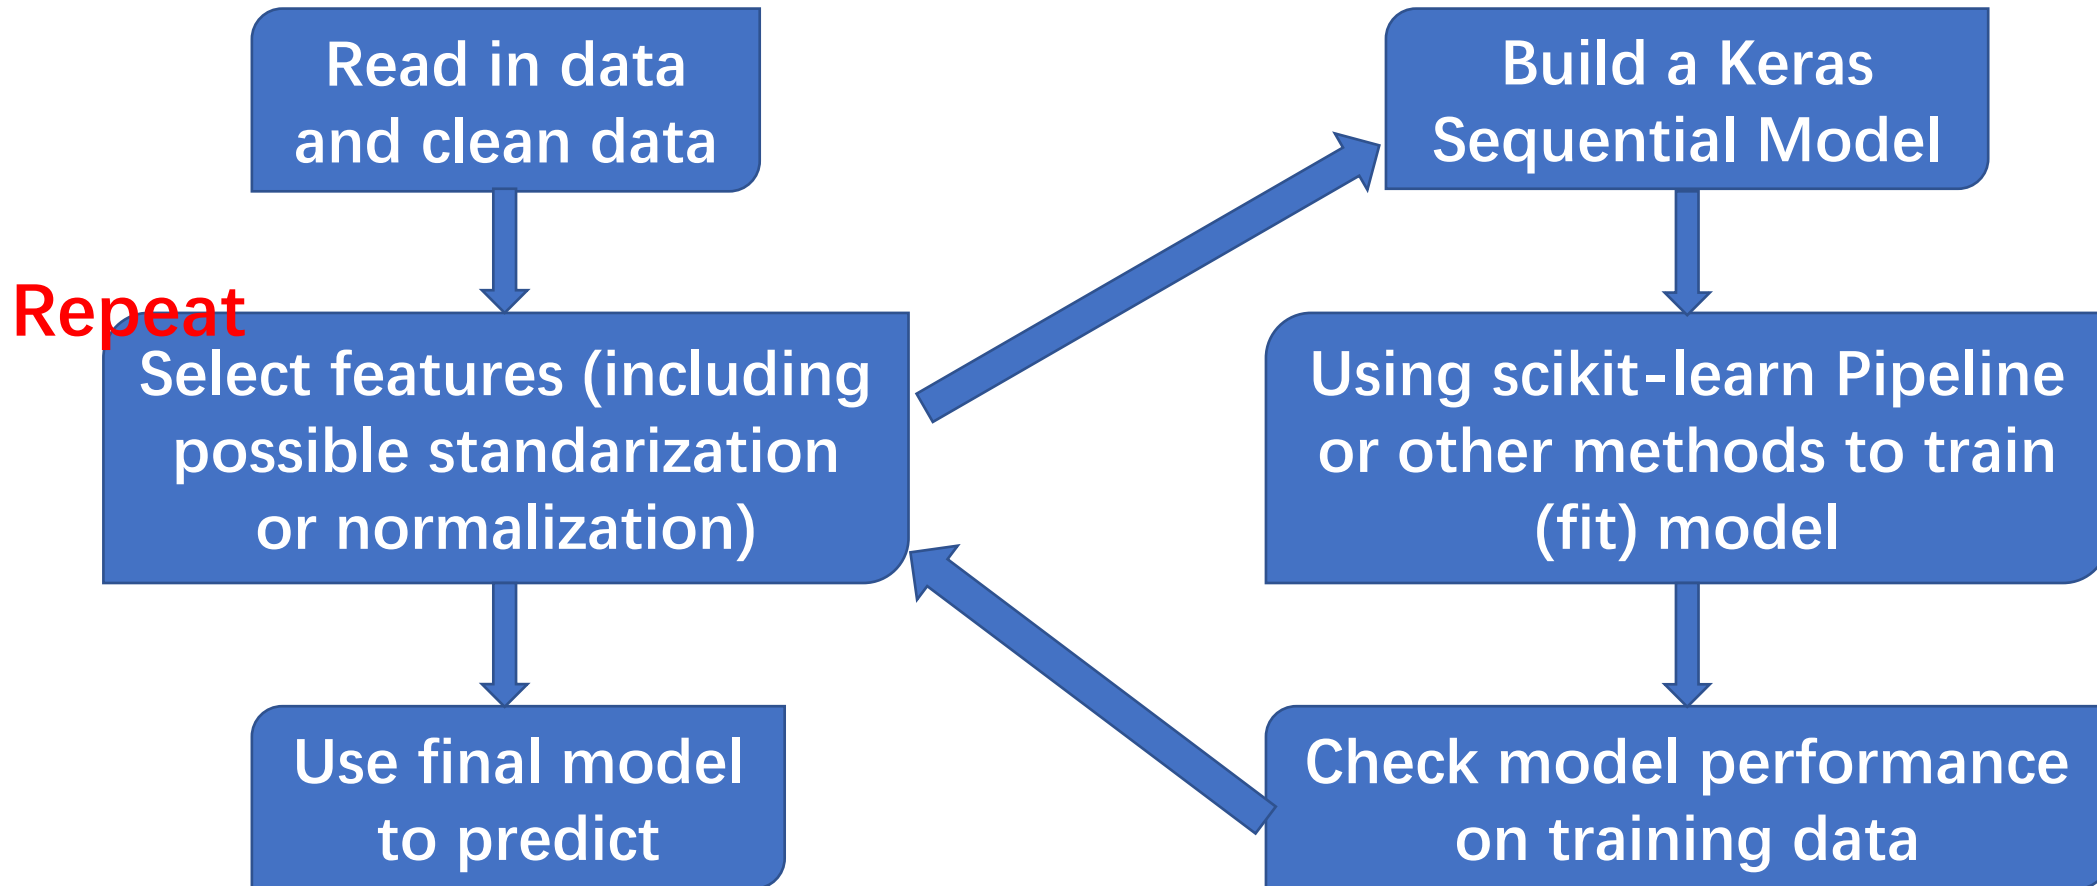 Read in data
and clean data
Repeat
Select features (including
possible standarization
or normalization)
Use final model
to predict
Build a Keras
Sequential Model
Using scikit-learn Pipeline
or other methods to train
(fit) model
Check model performance
on training data